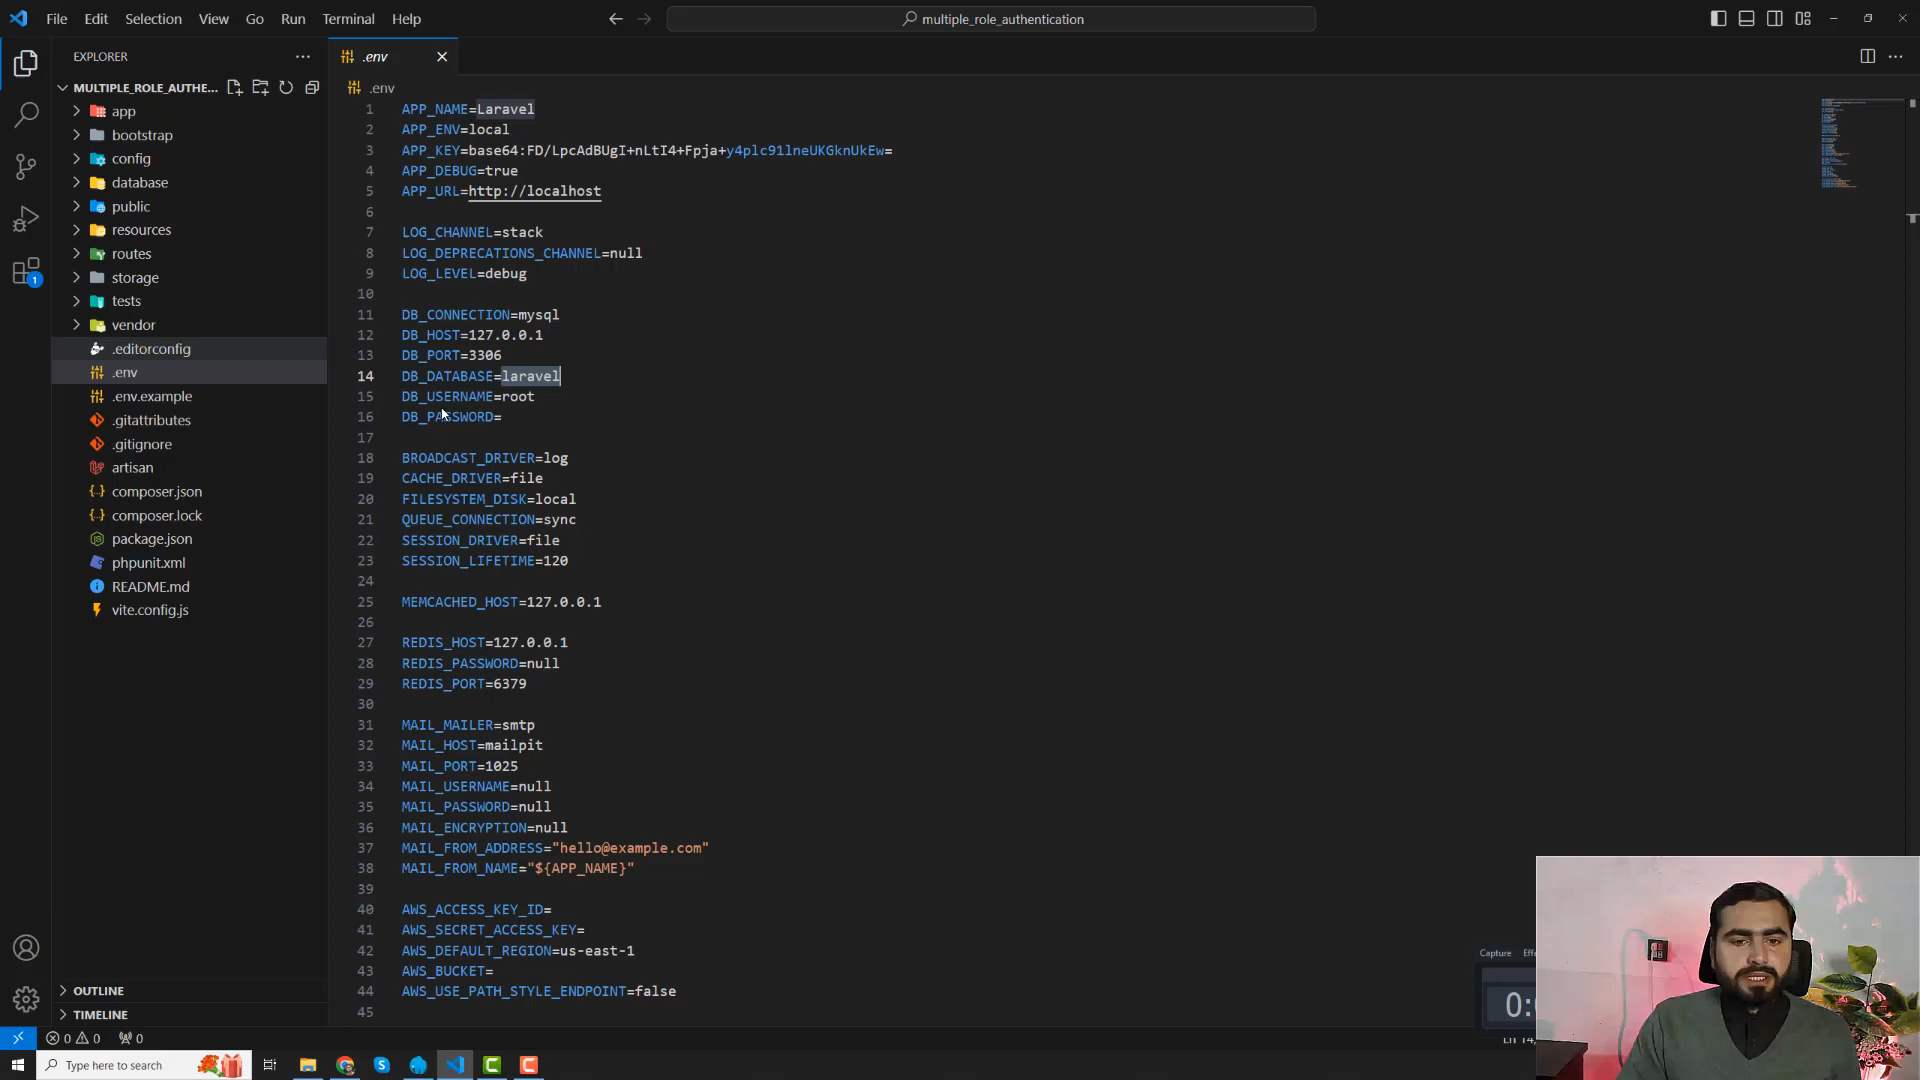 File Edit Selection View Go Run Terminal Help
multiple_role_authentication
EXPLORER
MULTIPLE_ROLE_AUTHE...
app
bootstrap
config
database
public
resources
routes
storage
tests
vendor
.editorconfig
.env
.env.example
.gitattributes
.gitignore
artisan
composer.json
composer.lock
package.json
phpunit.xml
README.md
vite.config.js
OUTLINE
TIMELINE
.env
.env
1 APP_NAME=Laravel
2 APP_ENV=local
3 APP_KEY=base64:FD/LpcAdBUgI+nLtI4+Fpja+y4plc91lneUKGknUkEw=
4 APP_DEBUG=true
5 APP_URL=http://localhost
6
7 LOG_CHANNEL=stack
8 LOG_DEPRECATIONS_CHANNEL=null
9 LOG_LEVEL=debug
10
11 DB_CONNECTION=mysql
12 DB_HOST=127.0.0.1
13 DB_PORT=3306
14 DB_DATABASE=laravel
15 DB_USERNAME=root
16 DB_PASSWORD=
17
18 BROADCAST_DRIVER=log
19 CACHE_DRIVER=file
20 FILESYSTEM_DISK=local
21 QUEUE_CONNECTION=sync
22 SESSION_DRIVER=file
23 SESSION_LIFETIME=120
24
25 MEMCACHED_HOST=127.0.0.1
26
27 REDIS_HOST=127.0.0.1
28 REDIS_PASSWORD=null
29 REDIS_PORT=6379
30
31 MAIL_MAILER=smtp
32 MAIL_HOST=mailpit
33 MAIL_PORT=1025
34 MAIL_USERNAME=null
35 MAIL_PASSWORD=null
36 MAIL_ENCRYPTION=null
37 MAIL_FROM_ADDRESS="hello@example.com"
38 MAIL_FROM_NAME="${APP_NAME}"
39
40 AWS_ACCESS_KEY_ID=
41 AWS_SECRET_ACCESS_KEY=
42 AWS_DEFAULT_REGION=us-east-1
43 AWS_BUCKET=
44 AWS_USE_PATH_STYLE_ENDPOINT=false
45
1
Capture
0:
0 0 0
Type here to search